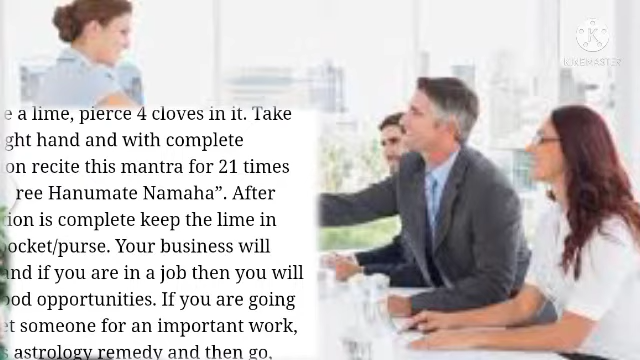 e a lime, pierce 4 cloves in it. Take
ght hand and with complete
on recite this mantra for 21 times
ree Hanumate Namaha”. After
ion is complete keep the lime in
ocket/purse. Your business will
nd if you are in a job then you will
ood opportunities. If you are going
et someone for an important work,
s astrology remedy and then go,
KINEMASTER